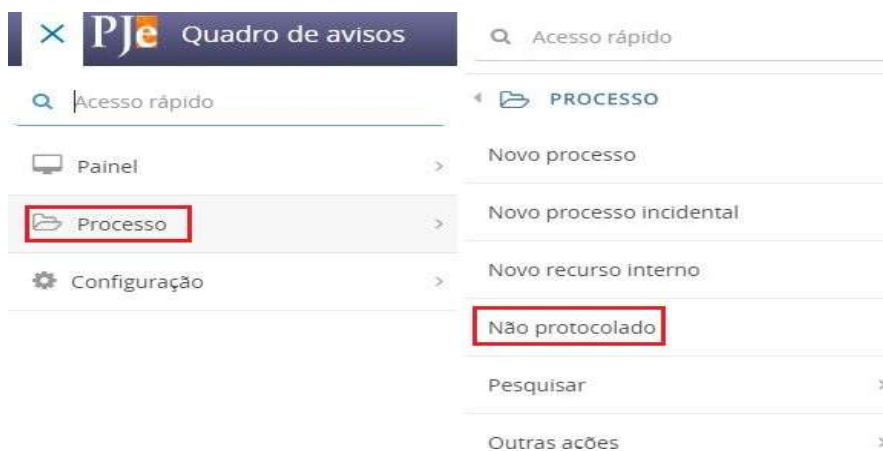 PJe Quadro de avisos
Acesso rápido
Painel
Processo
Configuração
Acesso rápido
PROCESSO
Novo processo
Novo processo incidental
Novo recurso interno
Não protocolado
Pesquisar
Outras ações